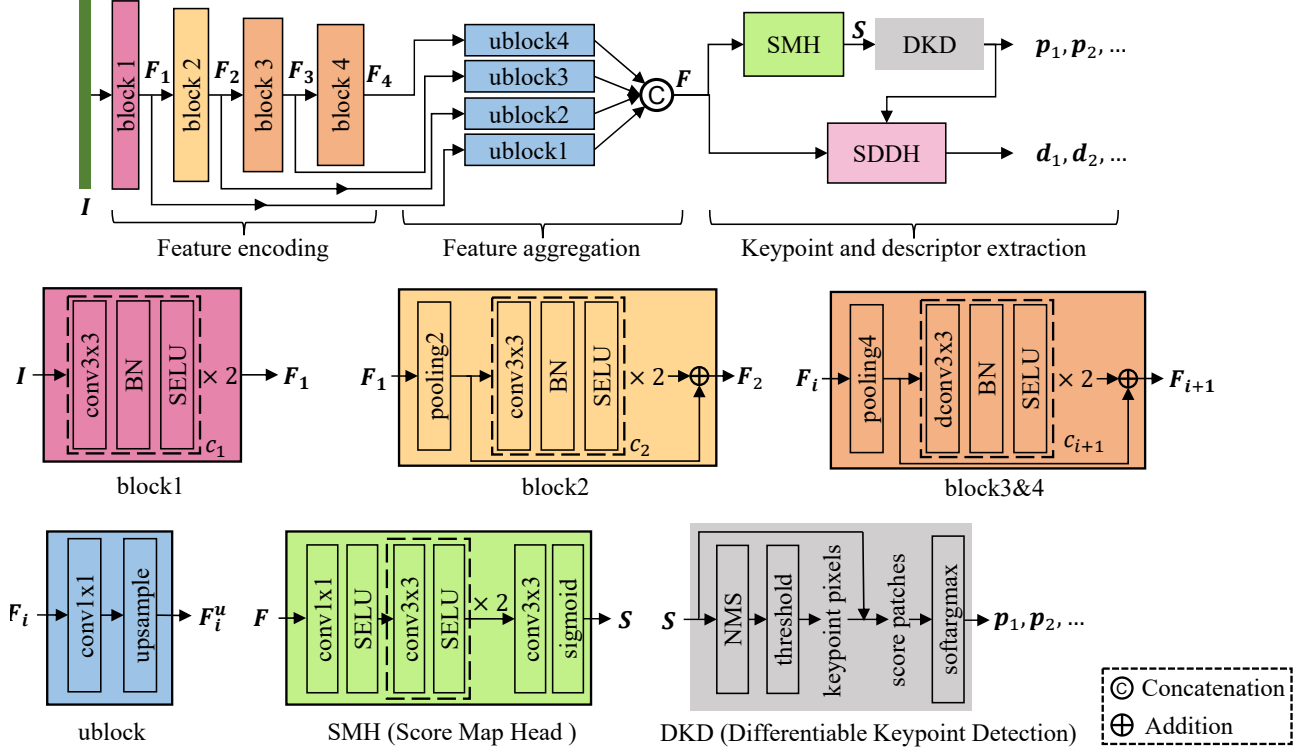 block 1
F1
block 2
F2
block 3
F3
block 4
F4
ublock4
ublock3
ublock2
ublock1
C
F
SMH
S
DKD
p1, p2, ...
SDDH
d1, d2, ...
I
Feature encoding
Feature aggregation
Keypoint and descriptor extraction
I
conv3x3
BN
SELU
× 2
c1
F1
block1
F1
pooling2
conv3x3
BN
SELU
× 2
c2
F2
block2
Fi
pooling4
dconv3x3
BN
SELU
× 2
ci+1
Fi+1
block3&4
Fi
conv1x1
upsample
Fiu
ublock
F
conv1x1
SELU
conv3x3
SELU
× 2
conv3x3
sigmoid
S
SMH (Score Map Head )
S
NMS
threshold
keypoint pixels
score patches
softargmax
p1, p2, ...
DKD (Differentiable Keypoint Detection)
C Concatenation
⊕ Addition